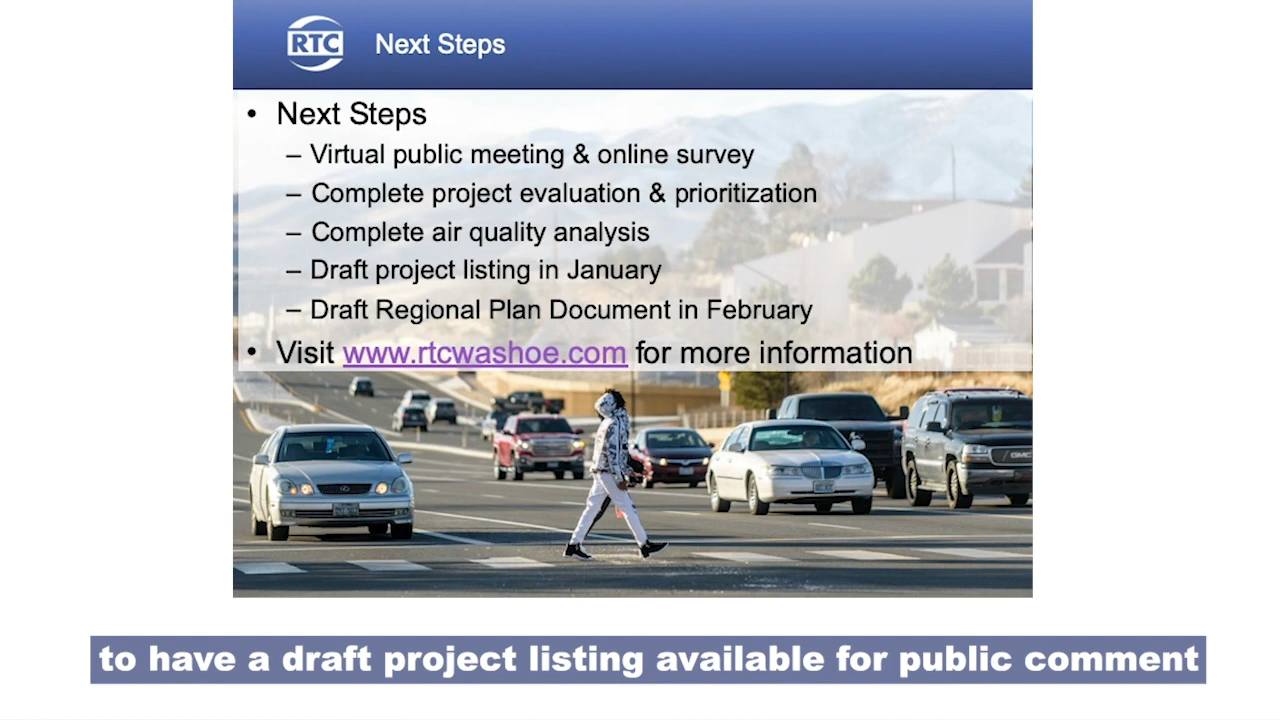 RTC
Next Steps
• Next Steps
– Virtual public meeting & online survey
– Complete project evaluation & prioritization
– Complete air quality analysis
– Draft project listing in January
– Draft Regional Plan Document in February
• Visit www.rtcwashoe.com for more information
GMC
to have a draft project listing available for public comment